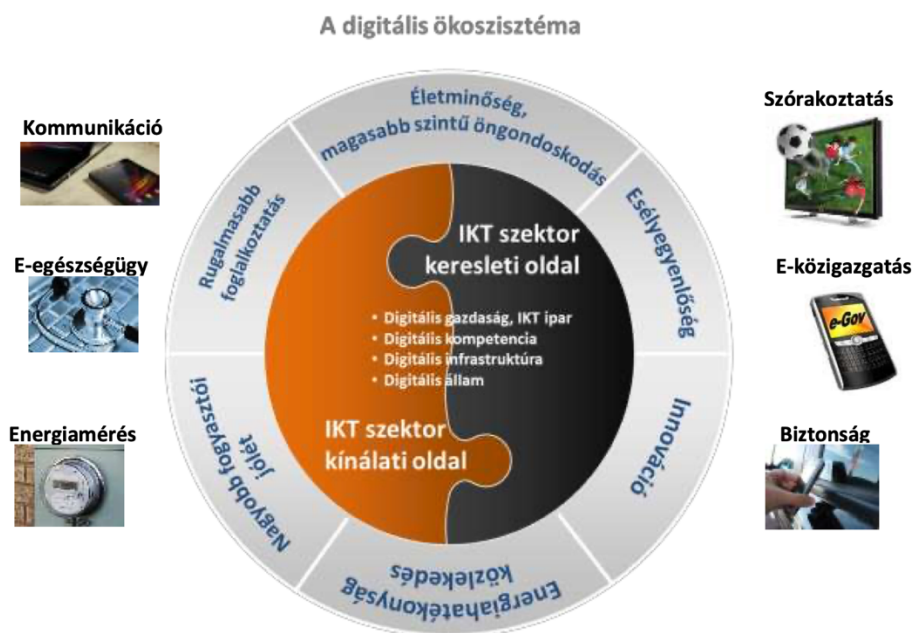 A digitális ökoszisztéma
Kommunikáció
E-egészségügy
Energiamérés
Életminőség,
magasabb szintű öngondoskodás
Esélyegyenlőség
Innováció
Energiahatékonyság
közlekedés
Nagyobb fogyasztói
jólét
Rugalmasabb
foglalkoztatás
IKT szektor
keresleti oldal
• Digitális gazdaság, IKT ipar
• Digitális kompetencia
• Digitális infrastruktúra
• Digitális állam
IKT szektor
kínálati oldal
Szórakoztatás
E-közigazgatás
e-Gov
Biztonság